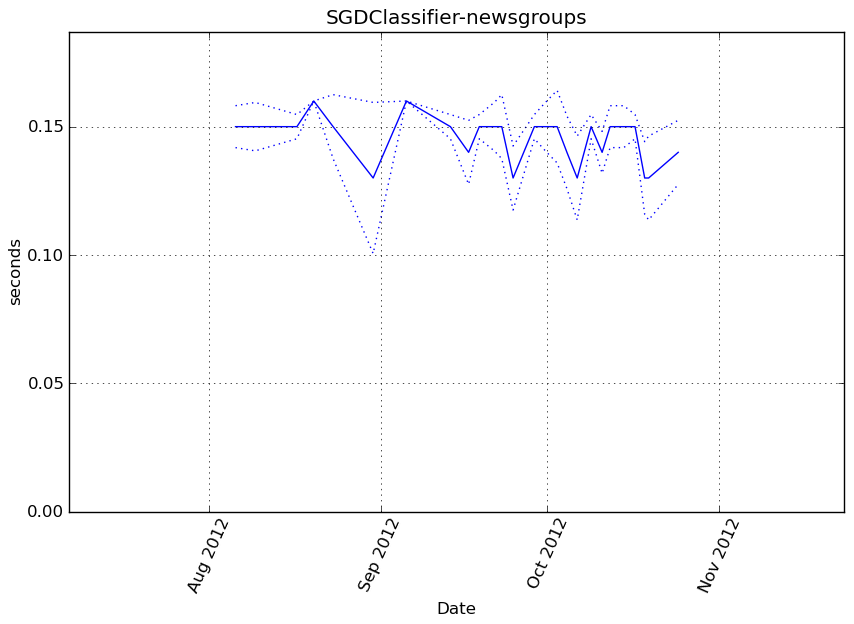 SGDClassifier-newsgroups
0.15
0.10
0.05
0.00
seconds
Aug 2012
Sep 2012
Oct 2012
Nov 2012
Date